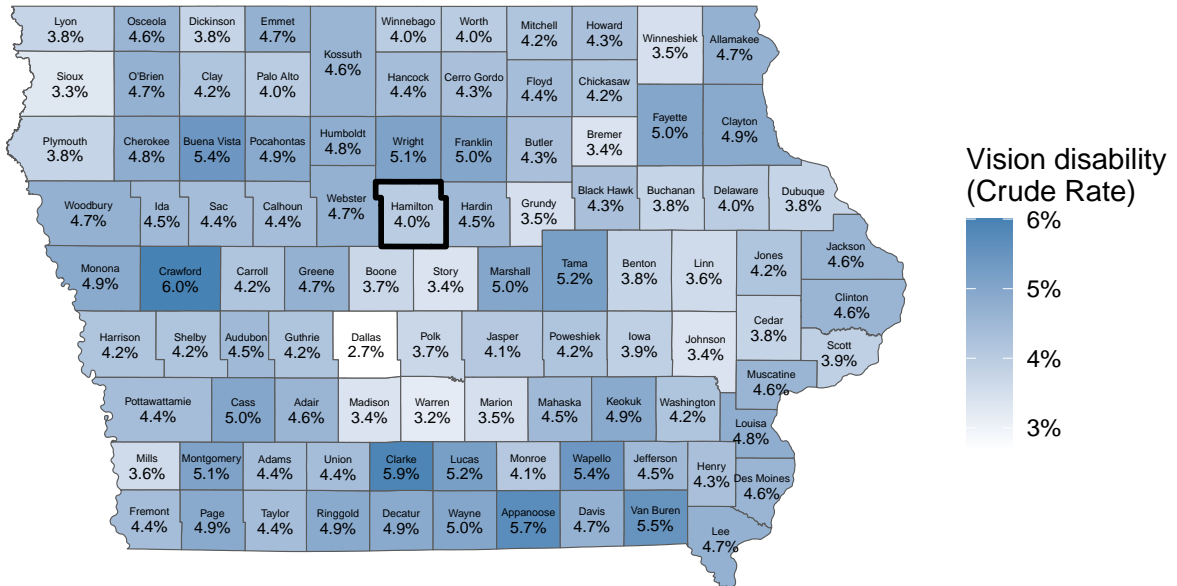 Lyon
3.8%
Osceola
4.6%
Dickinson
3.8%
Emmet
4.7%
Kossuth
4.6%
Winnebago
4.0%
Worth
4.0%
Mitchell
4.2%
Howard
4.3%
Winneshiek
3.5%
Allamakee
4.7%
Sioux
3.3%
O'Brien
4.7%
Clay
4.2%
Palo Alto
4.0%
Hancock
4.4%
Cerro Gordo
4.3%
Floyd
4.4%
Chickasaw
4.2%
Fayette
5.0%
Clayton
4.9%
Plymouth
3.8%
Cherokee
4.8%
Buena Vista
5.4%
Pocahontas
4.9%
Humboldt
4.8%
Wright
5.1%
Franklin
5.0%
Butler
4.3%
Bremer
3.4%
Woodbury
4.7%
Ida
4.5%
Sac
4.4%
Calhoun
4.4%
Webster
4.7%
Hamilton
4.0%
Hardin
4.5%
Grundy
3.5%
Black Hawk
4.3%
Buchanan
3.8%
Delaware
4.0%
Dubuque
3.8%
Monona
4.9%
Crawford
6.0%
Carroll
4.2%
Greene
4.7%
Boone
3.7%
Story
3.4%
Marshall
5.0%
Tama
5.2%
Benton
3.8%
Linn
3.6%
Jones
4.2%
Jackson
4.6%
Clinton
4.6%
Harrison
4.2%
Shelby
4.2%
Audubon
4.5%
Guthrie
4.2%
Dallas
2.7%
Polk
3.7%
Jasper
4.1%
Poweshiek
4.2%
Iowa
3.9%
Johnson
3.4%
Cedar
3.8%
Scott
3.9%
Muscatine
4.6%
Pottawattamie
4.4%
Cass
5.0%
Adair
4.6%
Madison
3.4%
Warren
3.2%
Marion
3.5%
Mahaska
4.5%
Keokuk
4.9%
Washington
4.2%
Louisa
4.8%
Mills
3.6%
Montgomery
5.1%
Adams
4.4%
Union
4.4%
Clarke
5.9%
Lucas
5.2%
Monroe
4.1%
Wapello
5.4%
Jefferson
4.5%
Henry
4.3%
Des Moines
4.6%
Fremont
4.4%
Page
4.9%
Taylor
4.4%
Ringgold
4.9%
Decatur
4.9%
Wayne
5.0%
Appanoose
5.7%
Davis
4.7%
Van Buren
5.5%
Lee
4.7%
Vision disability
(Crude Rate)
6%
5%
4%
3%